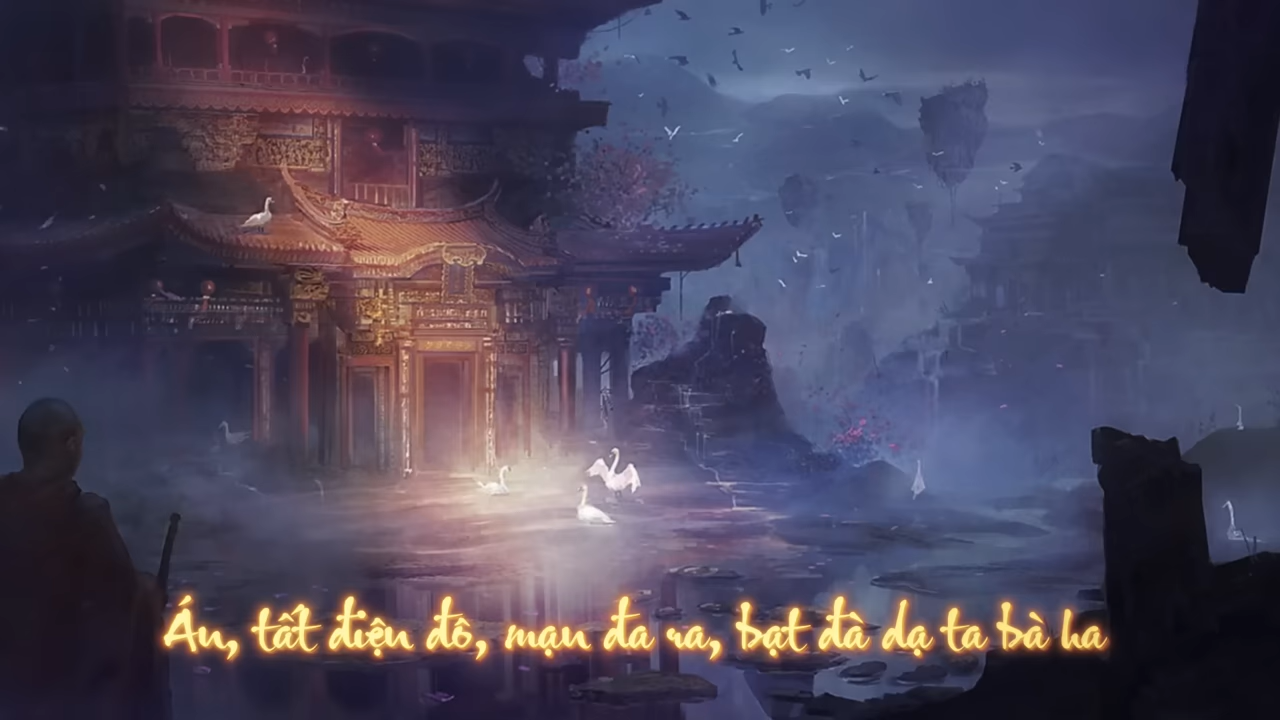 Án, tất điện đô, mạn đa ra, bạt đà dạ ta bà ha